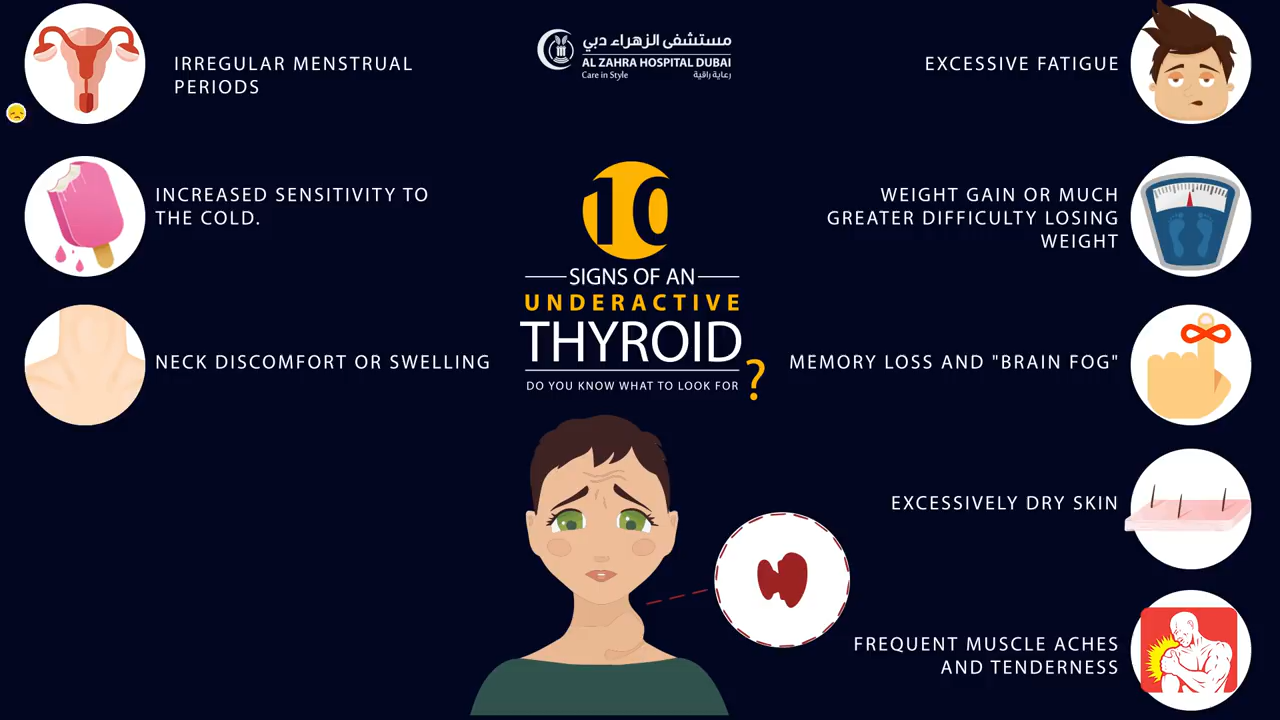 مستشفى الزهراء دبي
AL ZAHRA HOSPITAL DUBAI
Care in Style
رعاية راقية
10
SIGNS OF AN
UNDERACTIVE
THYROID
DO YOU KNOW WHAT TO LOOK FOR ?
IRREGULAR MENSTRUAL
PERIODS
INCREASED SENSITIVITY TO
THE COLD.
NECK DISCOMFORT OR SWELLING
EXCESSIVE FATIGUE
WEIGHT GAIN OR MUCH
GREATER DIFFICULTY LOSING
WEIGHT
MEMORY LOSS AND "BRAIN FOG"
EXCESSIVELY DRY SKIN
FREQUENT MUSCLE ACHES
AND TENDERNESS